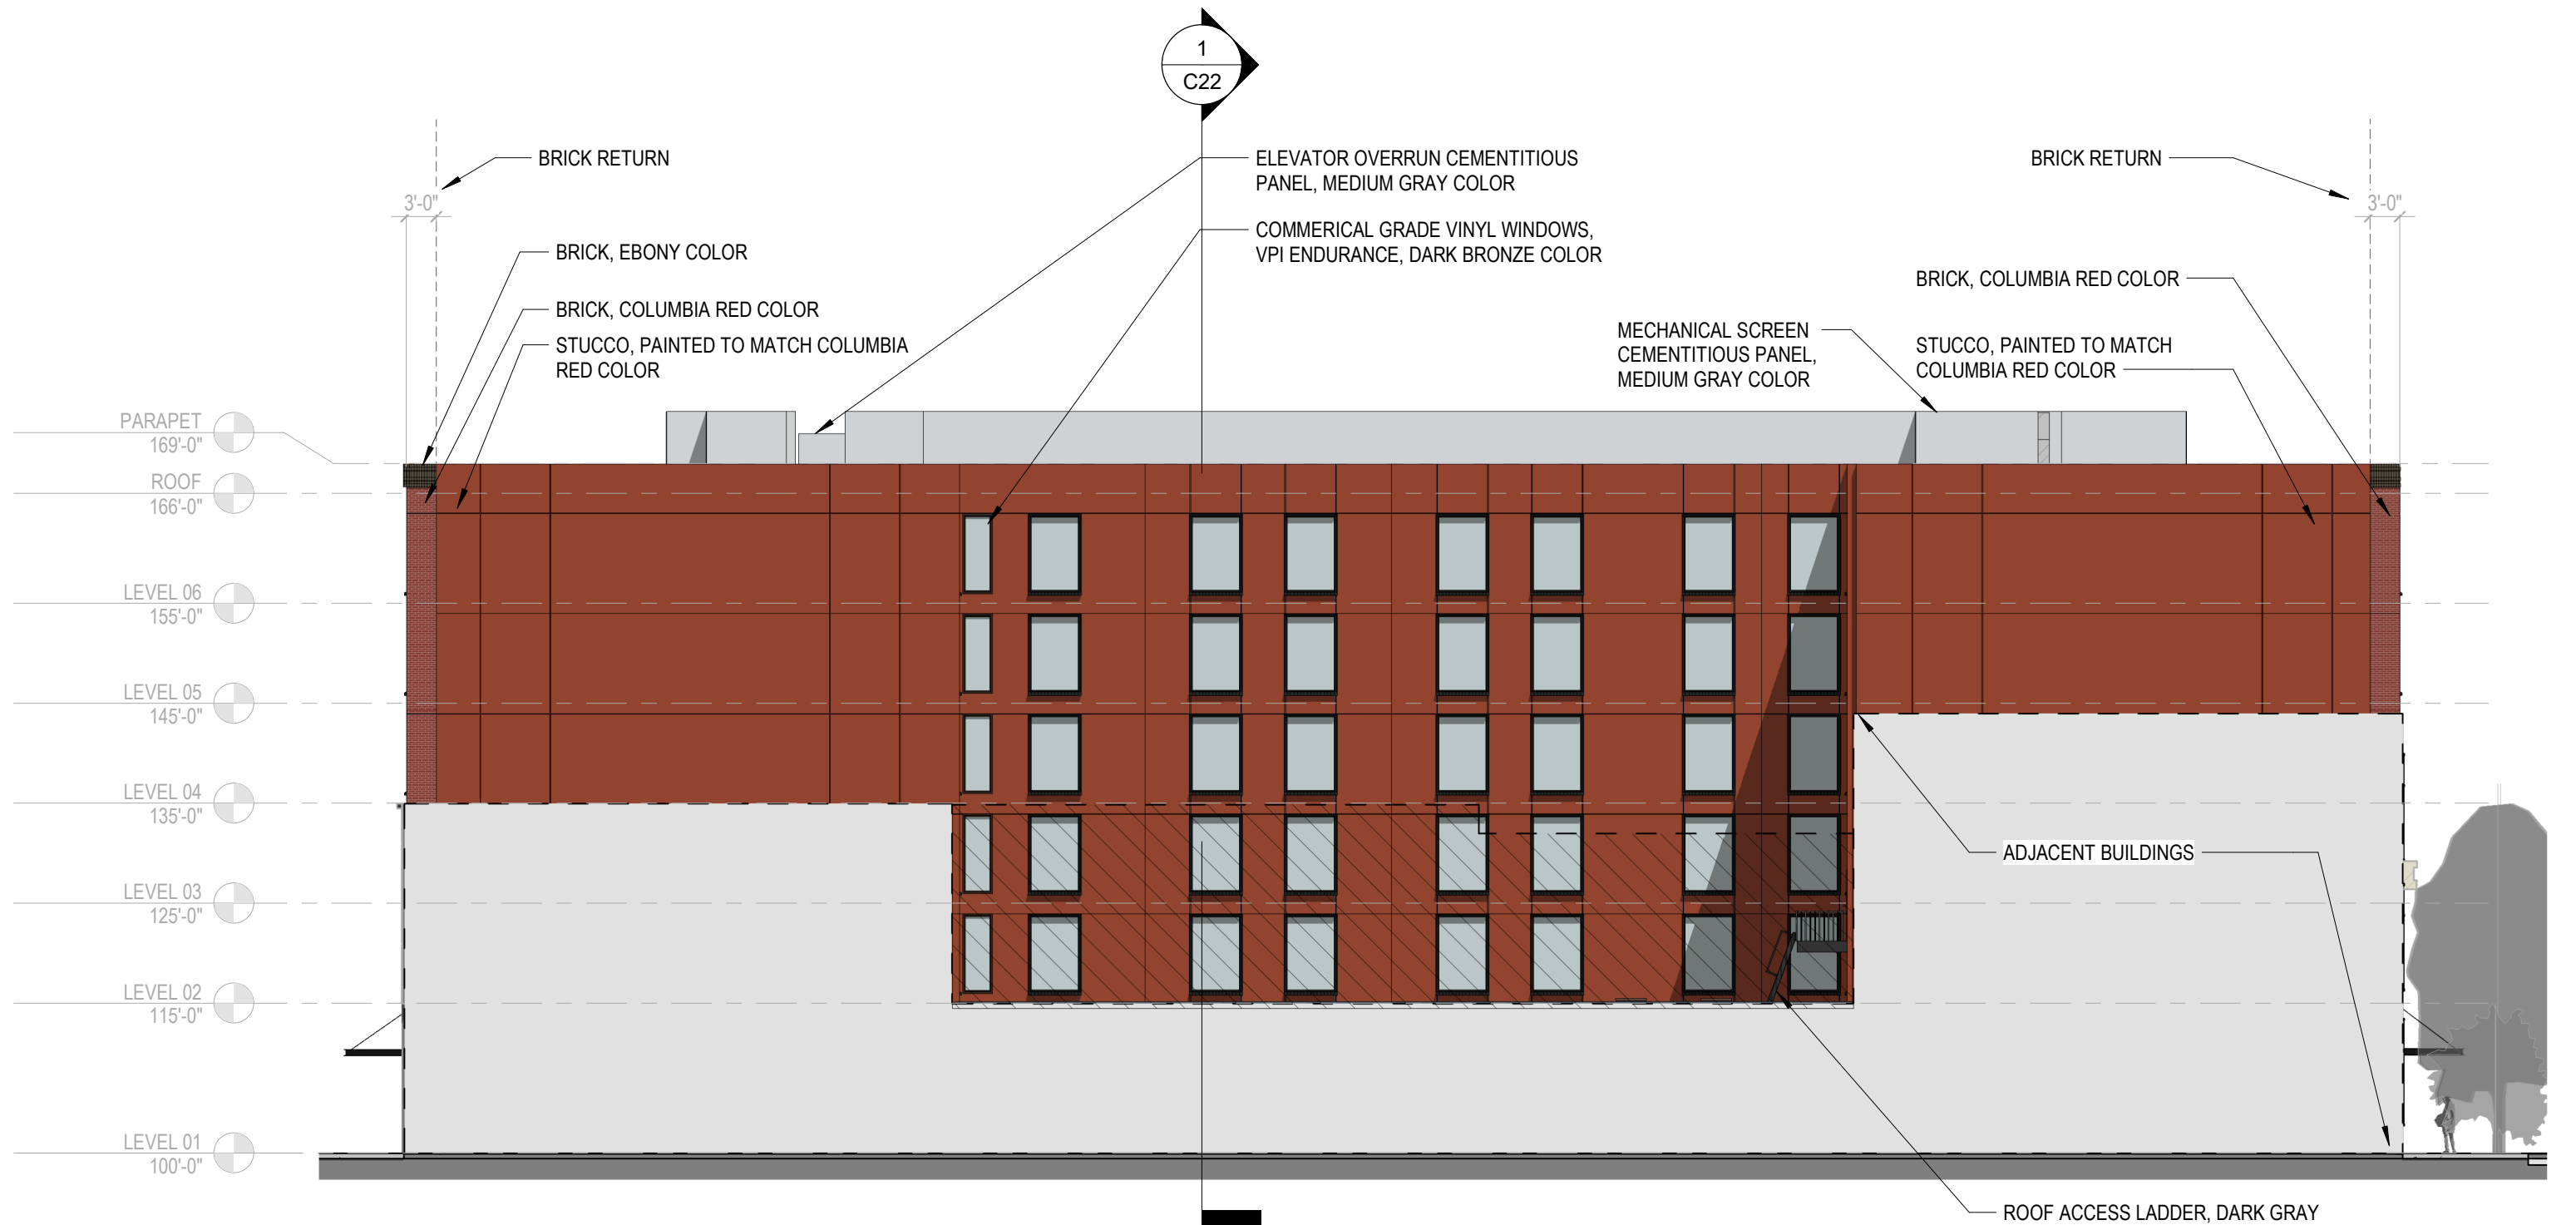 1
C22
BRICK RETURN
ELEVATOR OVERRUN CEMENTITIOUS
PANEL, MEDIUM GRAY COLOR
BRICK RETURN
3'-0"
3'-0"
COMMERICAL GRADE VINYL WINDOWS,
VPI ENDURANCE, DARK BRONZE COLOR
BRICK, EBONY COLOR
BRICK, COLUMBIA RED COLOR
BRICK, COLUMBIA RED COLOR
STUCCO, PAINTED TO MATCH COLUMBIA
RED COLOR
MECHANICAL SCREEN
CEMENTITIOUS PANEL,
MEDIUM GRAY COLOR
STUCCO, PAINTED TO MATCH
COLUMBIA RED COLOR
PARAPET
169'-0"
ROOF
166'-0"
LEVEL 06
155'-0"
LEVEL 05
145'-0"
LEVEL 04
135'-0"
ADJACENT BUILDINGS
LEVEL 03
125'-0"
LEVEL 02
115'-0"
LEVEL 01
100'-0"
ROOF ACCESS LADDER, DARK GRAY